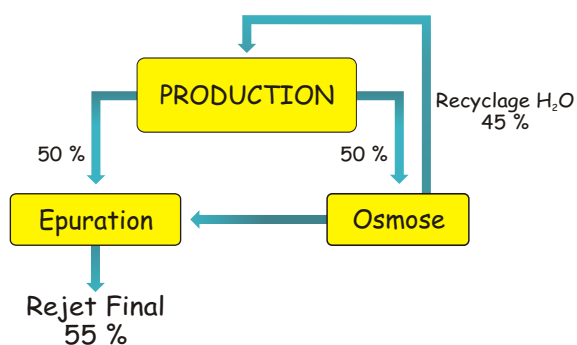 PRODUCTION
Recyclage H₂O
45 %
50 %
50 %
Epuration
Osmose
Rejet Final
55 %